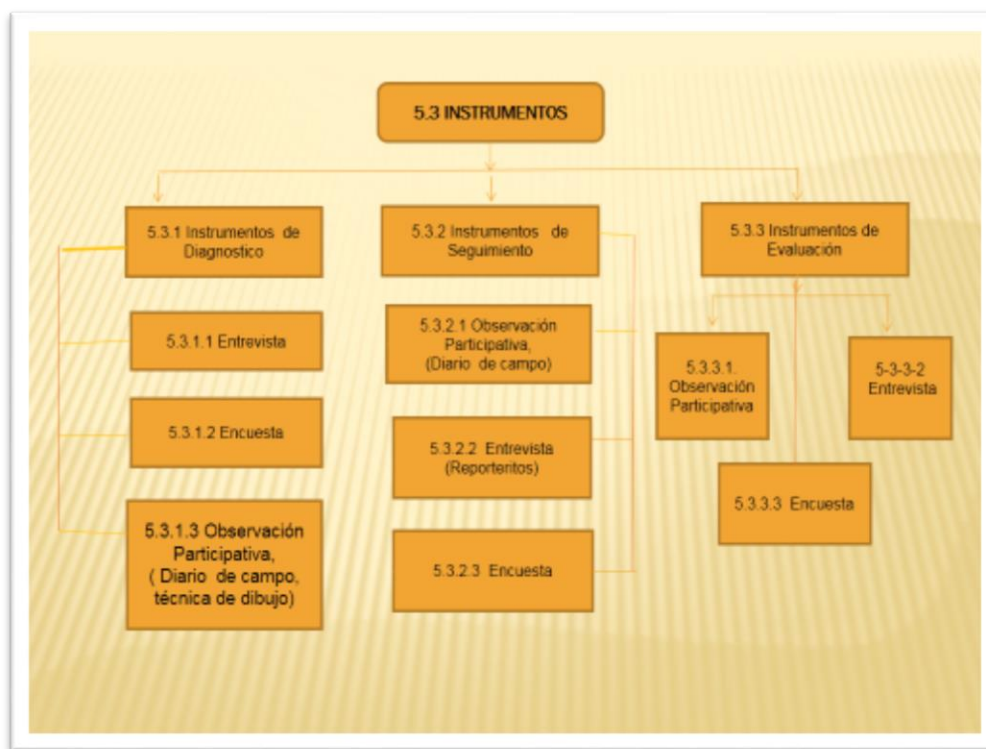 5.3 INSTRUMENTOS
5.3.1 Instrumentos de
Diagnostico
5.3.1.1 Entrevista
5.3.1.2 Encuesta
5.3.1.3 Observación
Participativa,
( Diario de campo,
técnica de dibujo)
5.3.2 Instrumentos de
Seguimiento
5.3.2.1 Observación
Participativa,
(Diario de campo)
5.3.2.2 Entrevista
(Reporteritos)
5.3.2.3 Encuesta
5.3.3 Instrumentos de
Evaluación
5.3.3.1.
Observación
Participativa
5-3-3-2
Entrevista
5.3.3.3 Encuesta